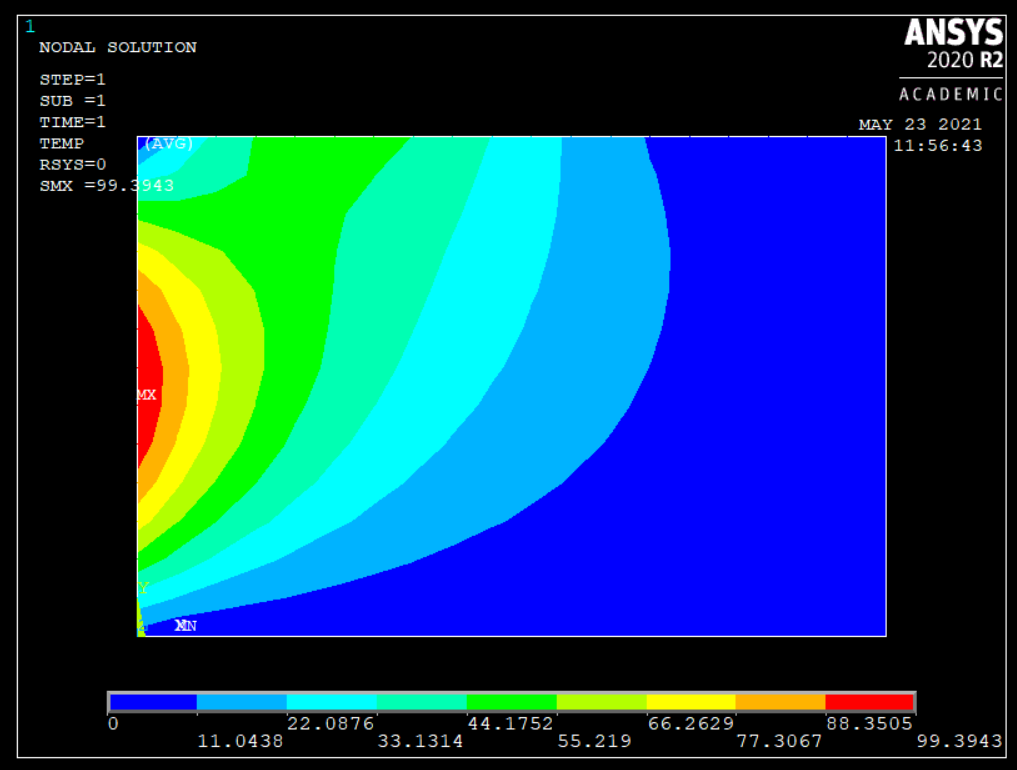 1
NODAL SOLUTION
STEP=1
SUB =1
TIME=1
TEMP (AVG)
RSYS=0
SMX =99.3943
ANSYS
2020 R2
ACADEMIC
MAY 23 2021
11:56:43
MX
Y
MN
0 22.0876 44.1752 66.2629 88.3505
11.0438 33.1314 55.219 77.3067 99.3943